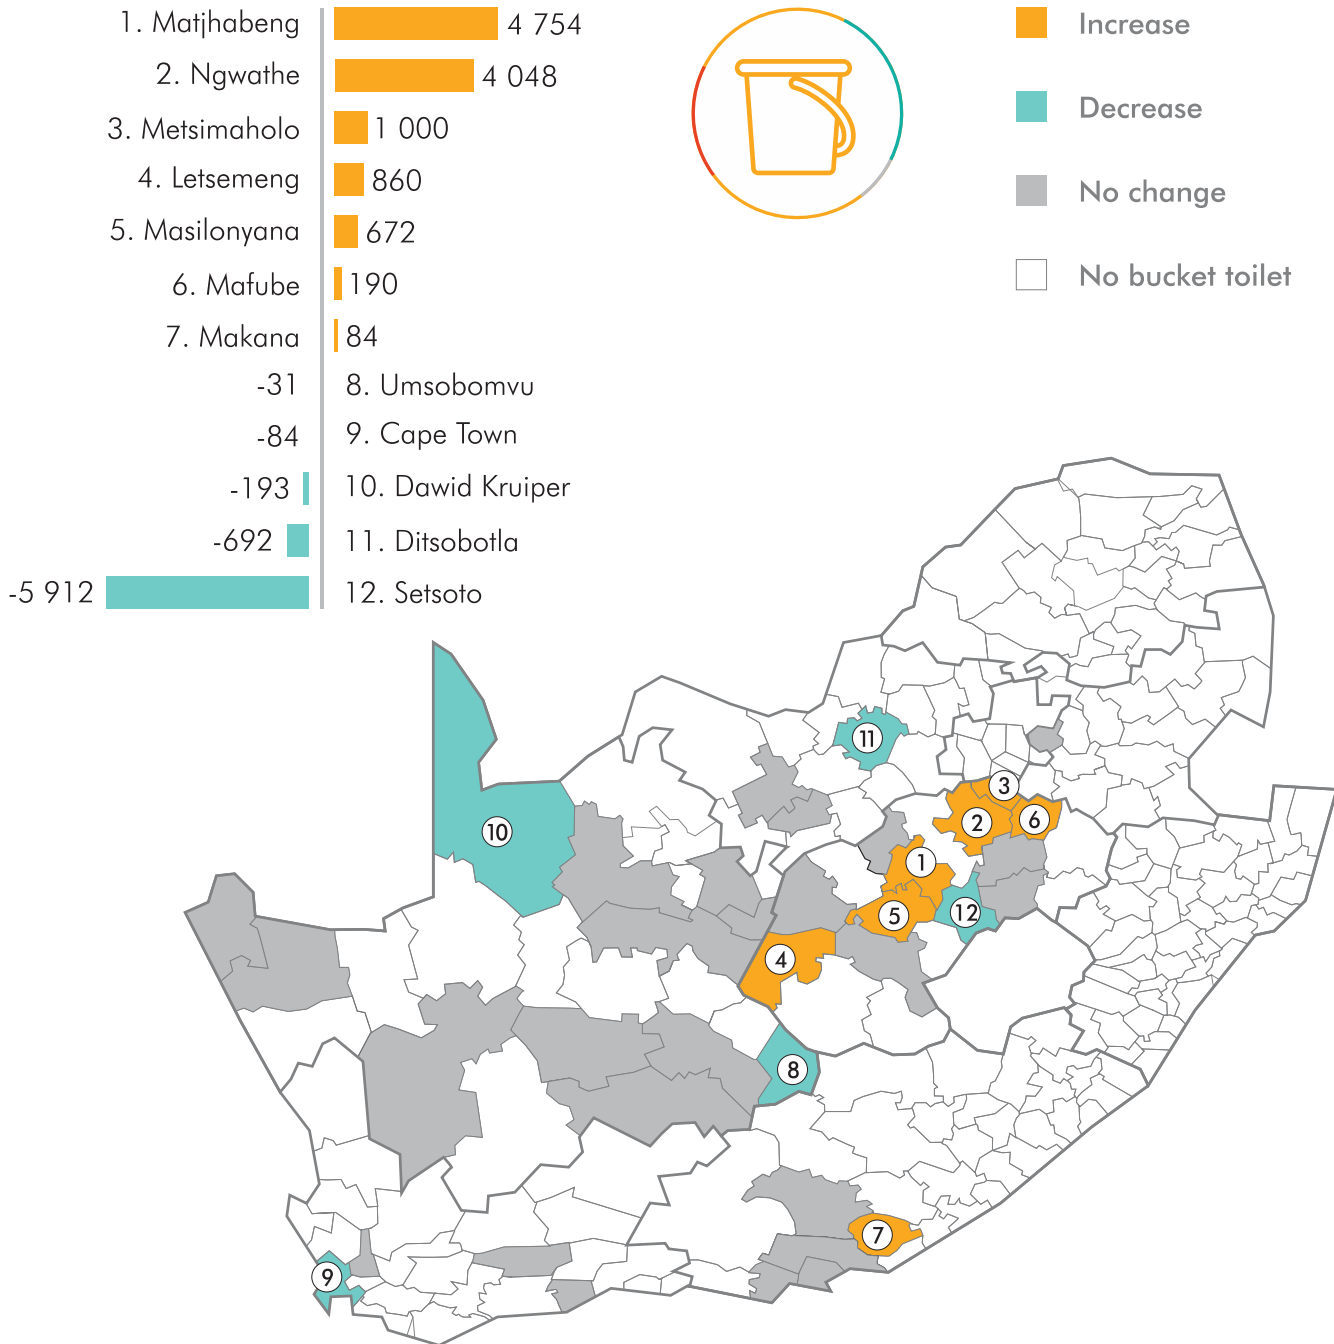 1. Matjhabeng 4 754
2. Ngwathe 4 048
3. Metsimaholo 1 000
4. Letsemeng 860
5. Masilonyana 672
6. Mafube 190
7. Makana 84
-31 8. Umsobomvu
-84 9. Cape Town
-193 10. Dawid Kruiper
-692 11. Ditsobotla
-5 912 12. Setsoto
Increase
Decrease
No change
No bucket toilet
11
3
10
2
6
1
12
5
4
8
7
9